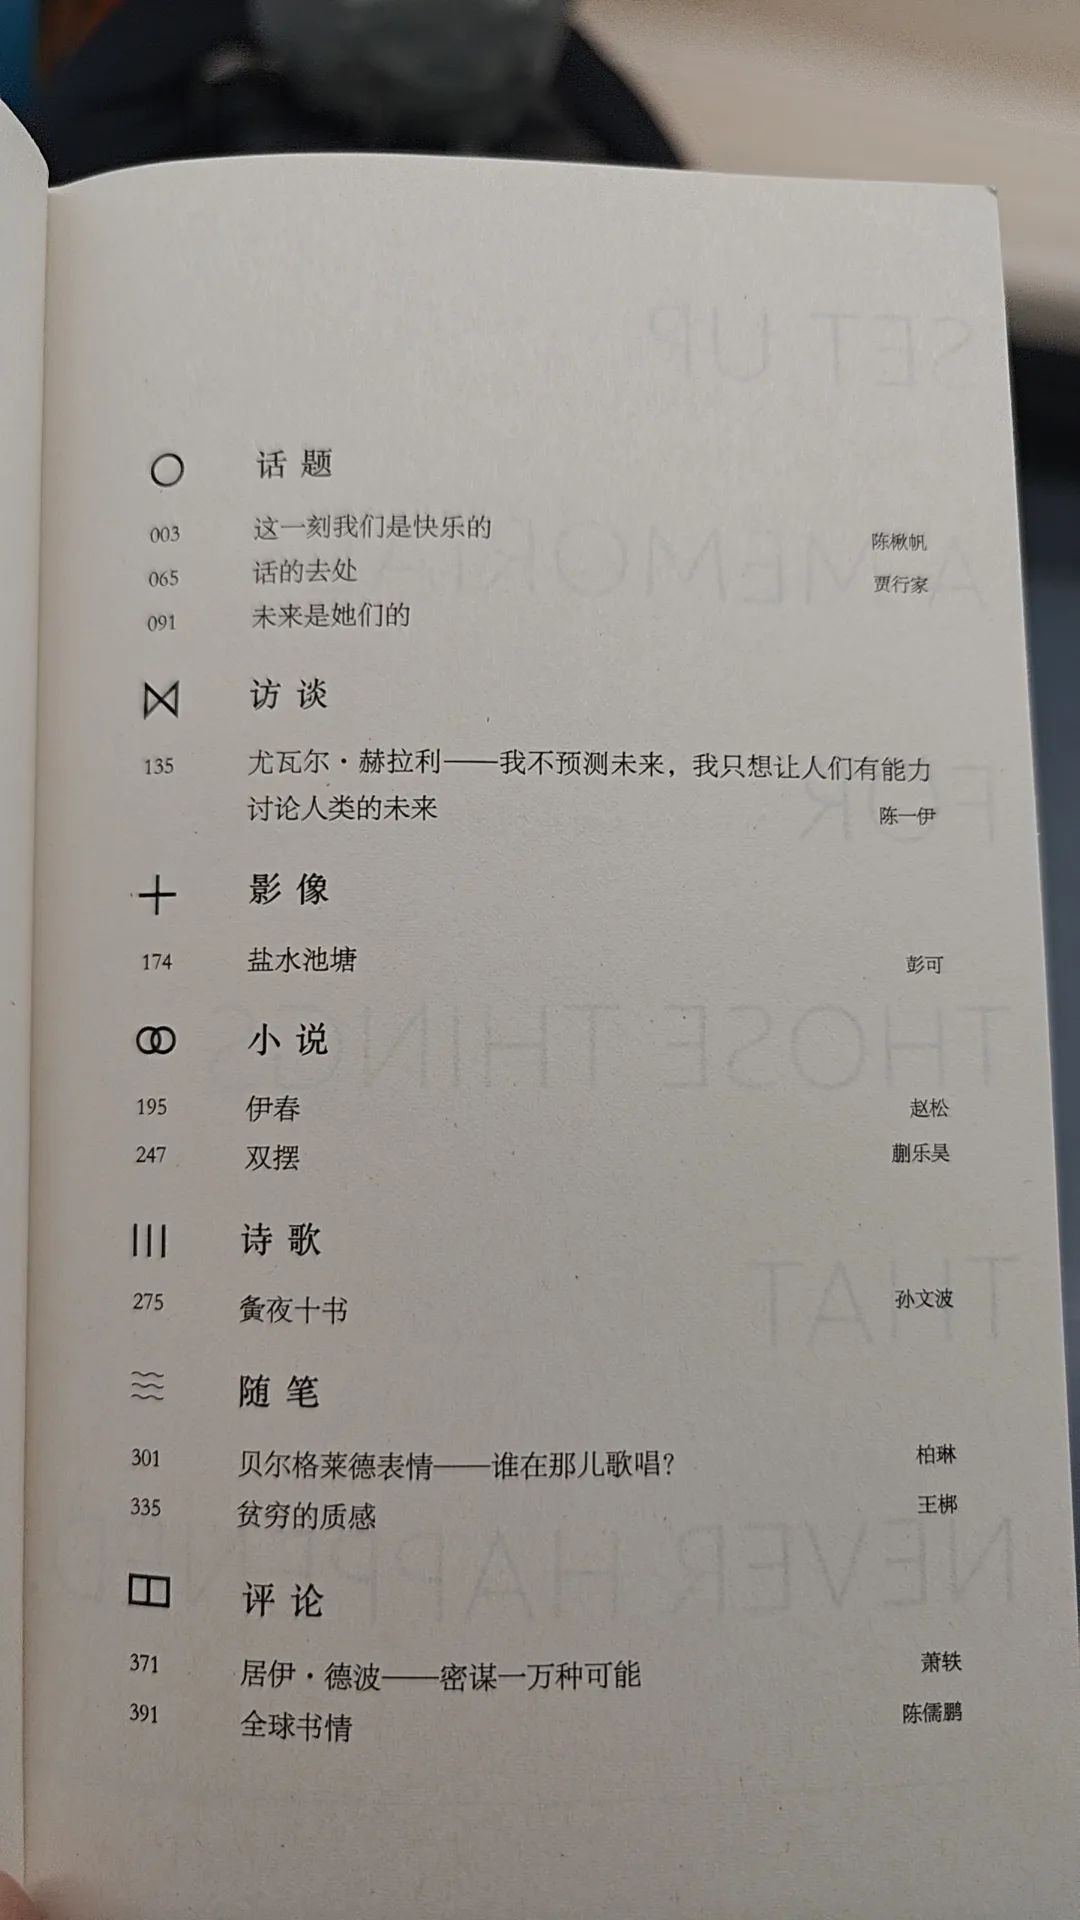 话题
003 这一刻我们是快乐的 陈楸帆
065 话的去处 贾行家
091 未来是她们的
访谈
135 尤瓦尔·赫拉利——我不预测未来，我只想让人们有能力
讨论人类的未来 陈一伊
影像
174 盐水池塘 彭可
小说
195 伊春 赵松
247 双摆 蒯乐昊
诗歌
275 夤夜十书 孙文波
随笔
301 贝尔格莱德表情——谁在那儿歌唱？ 柏琳
335 贫穷的质感 王梆
评论
371 居伊·德波——密谋一万种可能 萧轶
391 全球书情 陈儒鹏
SET UP
A MEMORIA
FOR
THOSE THINGS
THAT
NEVER HAPPENED